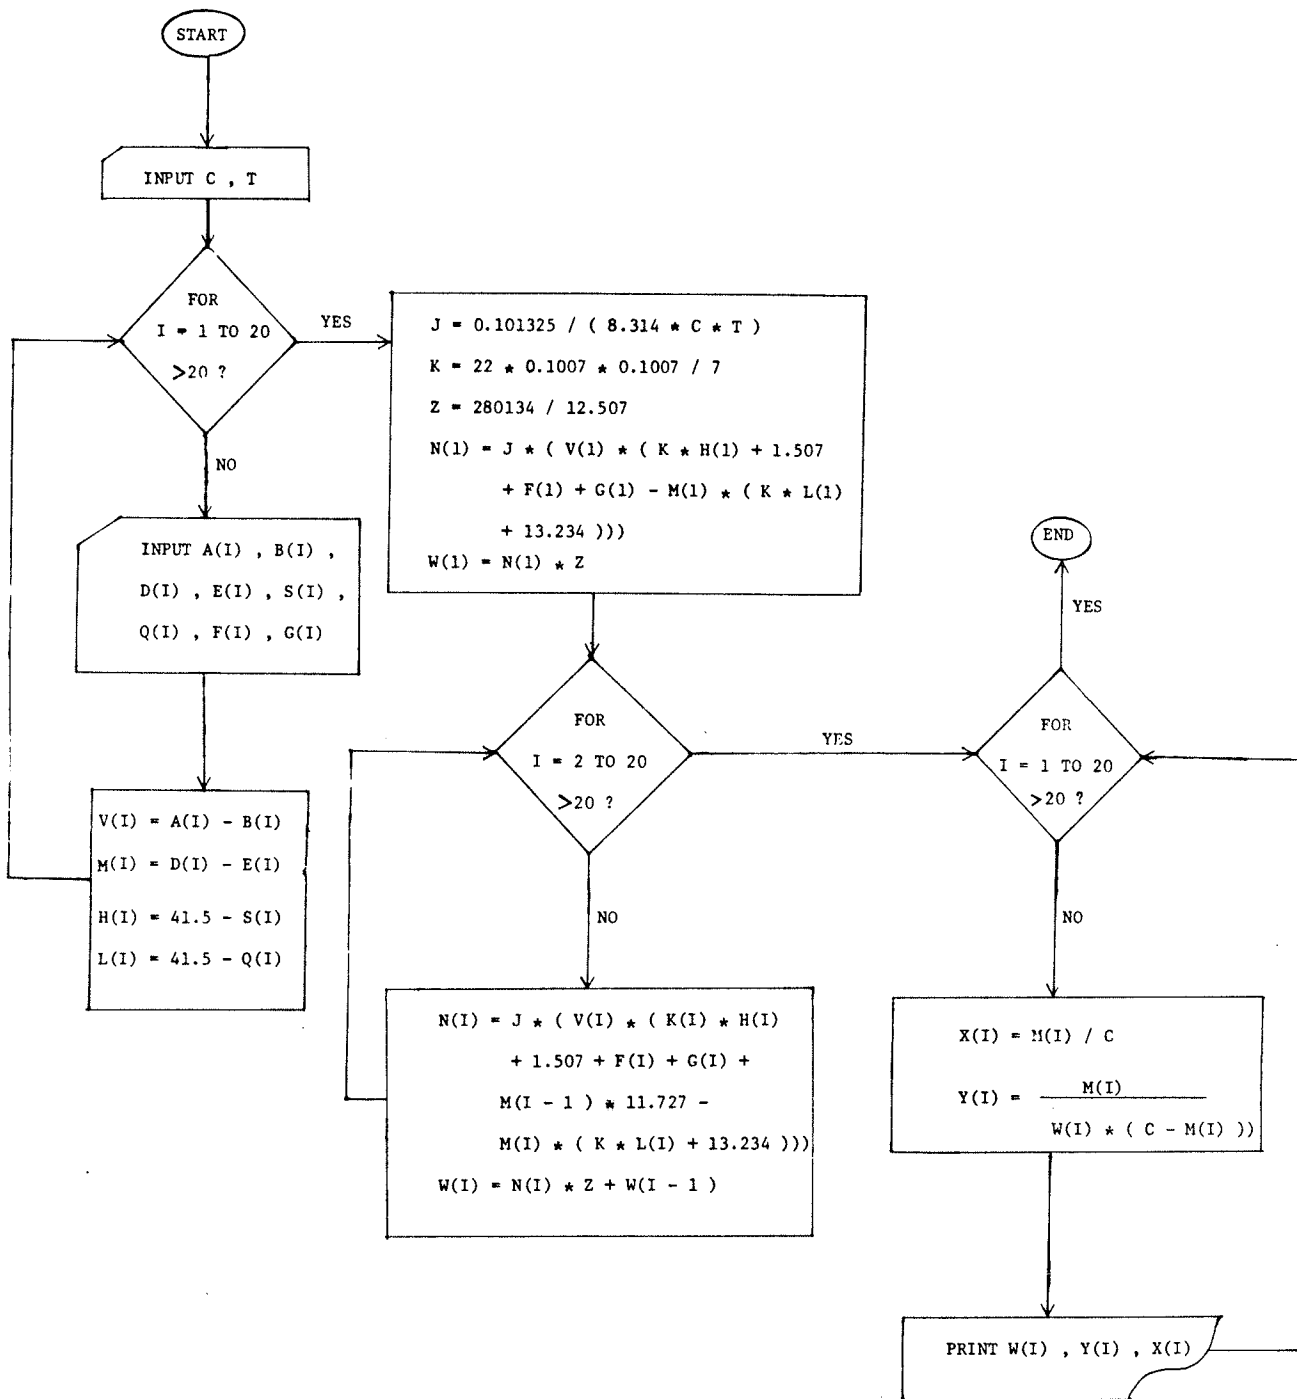 START
INPUT C , T
FOR
I = 1 TO 20
>20 ?
YES
NO
INPUT A(I) , B(I) ,
D(I) , E(I) , S(I) ,
Q(I) , F(I) , G(I)
V(I) = A(I) - B(I)
M(I) = D(I) - E(I)
H(I) = 41.5 - S(I)
L(I) = 41.5 - Q(I)
J = 0.101325 / ( 8.314 * C * T )
K = 22 * 0.1007 * 0.1007 / 7
Z = 280134 / 12.507
N(1) = J * ( V(1) * ( K * H(1) + 1.507
+ F(1) + G(1) - M(1) * ( K * L(1)
+ 13.234 )))
W(1) = N(1) * Z
FOR
I = 2 TO 20
>20 ?
YES
NO
N(I) = J * ( V(I) * ( K(I) * H(I)
+ 1.507 + F(I) + G(I) +
M(I - 1 ) * 11.727 -
M(I) * ( K * L(I) + 13.234 )))
W(I) = N(I) * Z + W(I - 1 )
END
YES
FOR
I = 1 TO 20
>20 ?
NO
X(I) = M(I) / C
Y(I) = M(I)
W(I) * ( C - M(I) ))
PRINT W(I) , Y(I) , X(I)